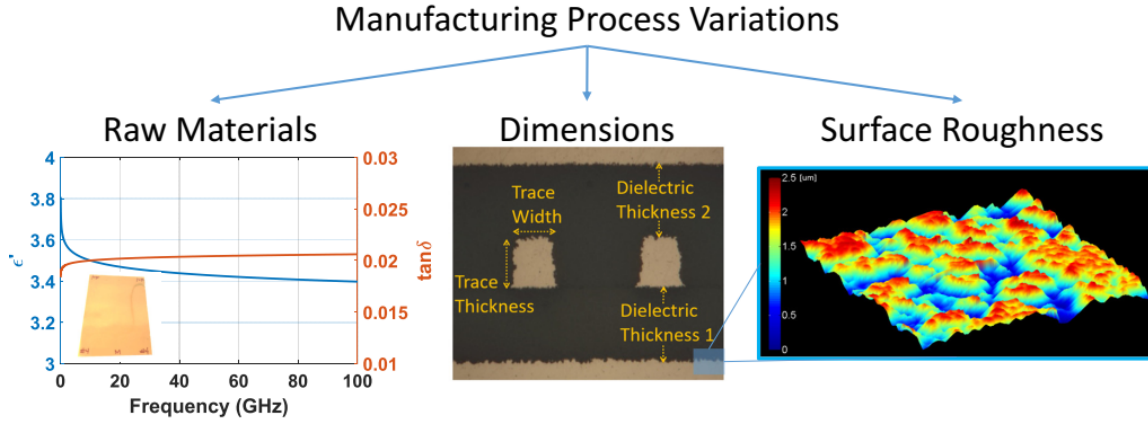 Manufacturing Process Variations
Raw Materials
Dimensions
Surface Roughness
4
3.8
3.6
3.4
3.2
3
ϵ'
0.03
0.025
0.02
0.015
0.01
tanδ
0
20
40
60
80
100
Frequency (GHz)
Trace
Width
Trace
Thickness
Dielectric
Thickness 2
Dielectric
Thickness 1
2.5 [um]
2
1.5
1
0.5
0